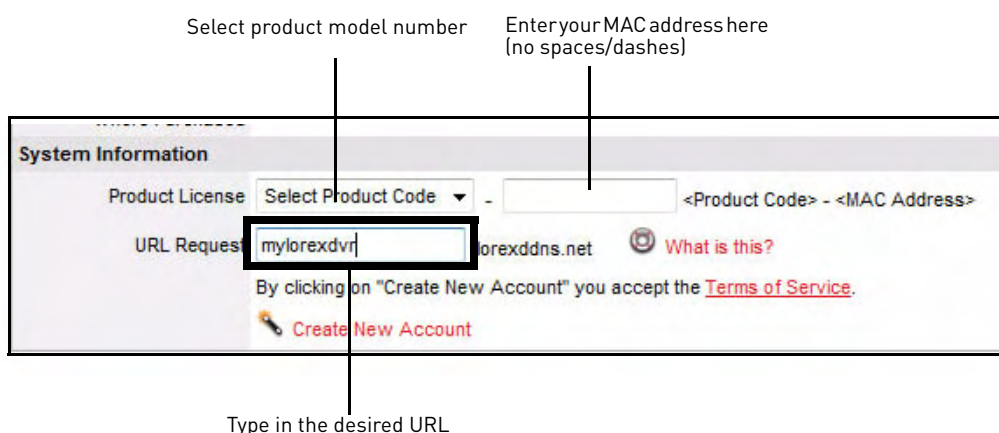 Select product model number
Enter your MAC address here
(no spaces/dashes)
System Information
Product License Select Product Code - <Product Code> - <MAC Address>
URL Request mylorexdvr lorexddns.net What is this?
By clicking on "Create New Account" you accept the Terms of Service.
Create New Account
Type in the desired URL